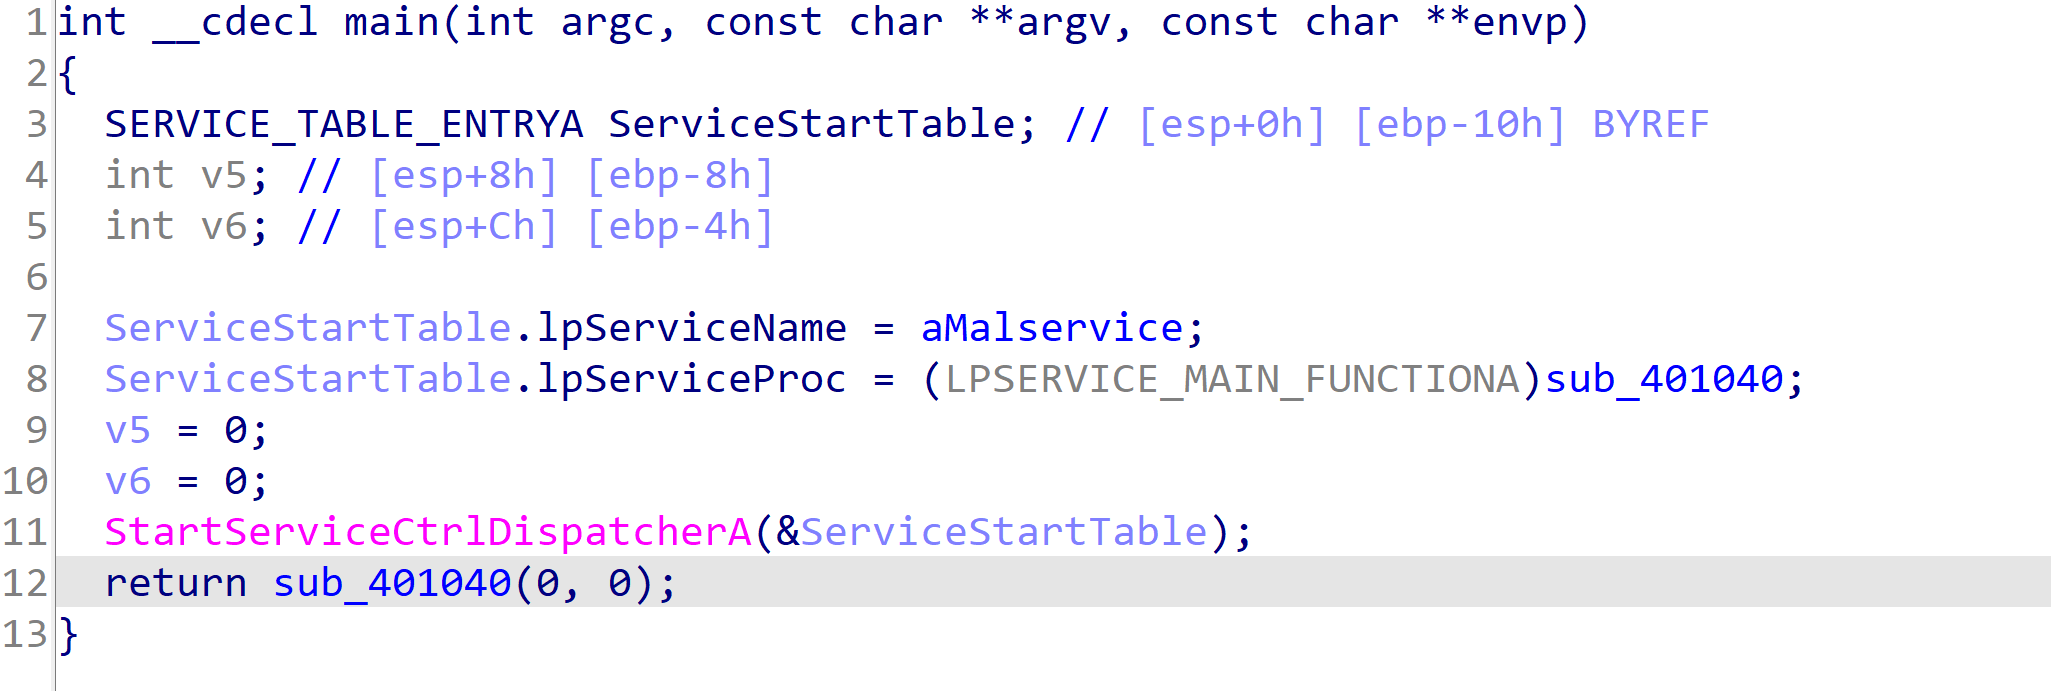 1 int __cdecl main(int argc, const char **argv, const char **envp)
2 {
3   SERVICE_TABLE_ENTRYA ServiceStartTable; // [esp+0h] [ebp-10h] BYREF
4   int v5; // [esp+8h] [ebp-8h]
5   int v6; // [esp+Ch] [ebp-4h]
6
7   ServiceStartTable.lpServiceName = aMalservice;
8   ServiceStartTable.lpServiceProc = (LPSERVICE_MAIN_FUNCTIONA)sub_401040;
9   v5 = 0;
10   v6 = 0;
11   StartServiceCtrlDispatcherA(&ServiceStartTable);
12   return sub_401040(0, 0);
13 }